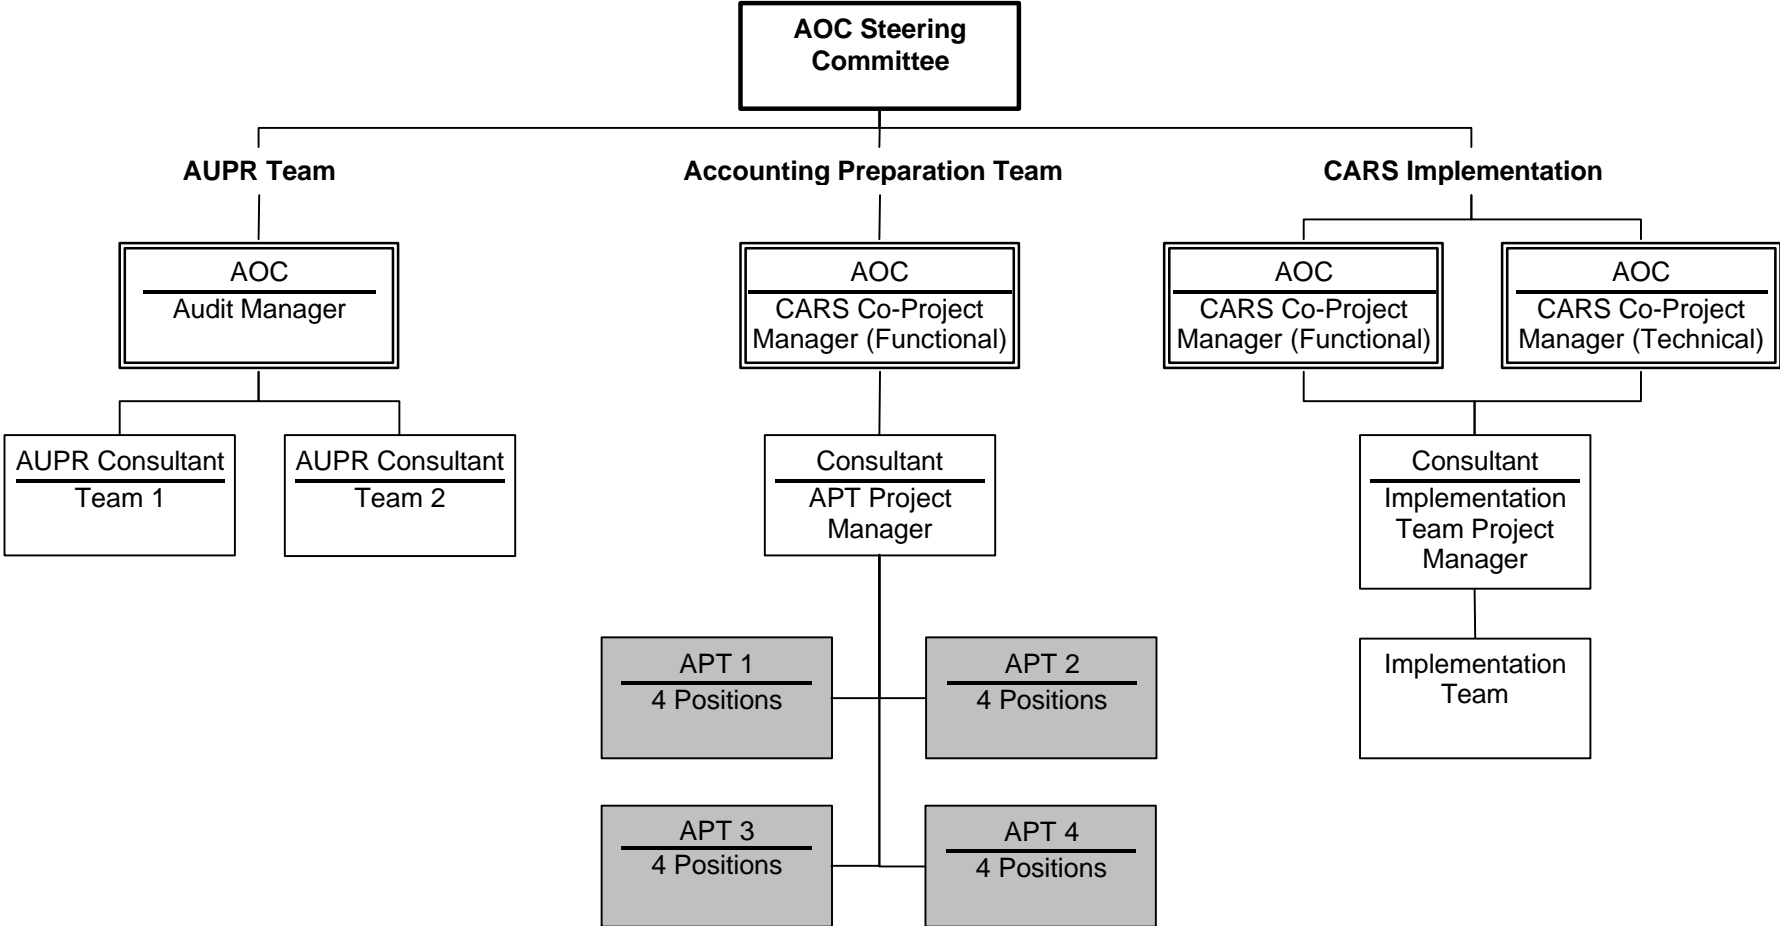 AOC Steering
Committee
AUPR Team
Accounting Preparation Team
CARS Implementation
AOC
Audit Manager
AOC
CARS Co-Project
Manager (Functional)
AOC
CARS Co-Project
Manager (Functional)
AOC
CARS Co-Project
Manager (Technical)
AUPR Consultant
Team 1
AUPR Consultant
Team 2
Consultant
APT Project
Manager
Consultant
Implementation
Team Project
Manager
APT 1
4 Positions
APT 2
4 Positions
Implementation
Team
APT 3
4 Positions
APT 4
4 Positions